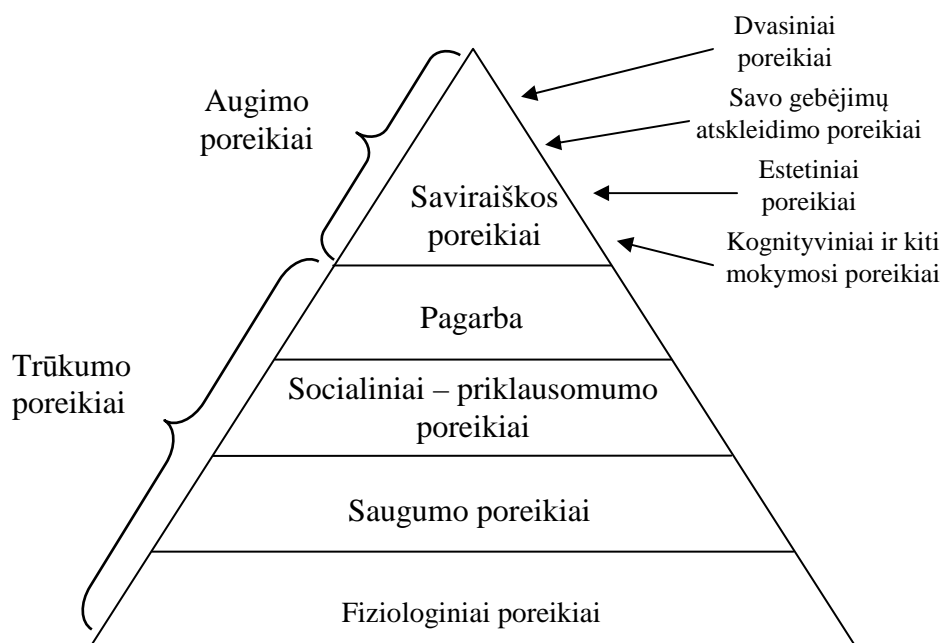 Dvasiniai
poreikiai
Augimo
poreikiai
Savo gebėjimų
atskleidimo poreikiai
Estetiniai
poreikiai
Saviraiškos
poreikiai
Kognityviniai ir kiti
mokymosi poreikiai
Pagarba
Trūkumo
poreikiai
Socialiniai – priklausomumo
poreikiai
Saugumo poreikiai
Fiziologiniai poreikiai